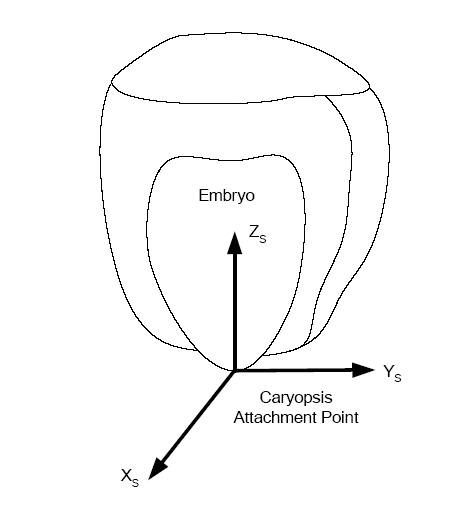 Embryo
Zs
Ys
Caryopsis
Attachment Point
Xs